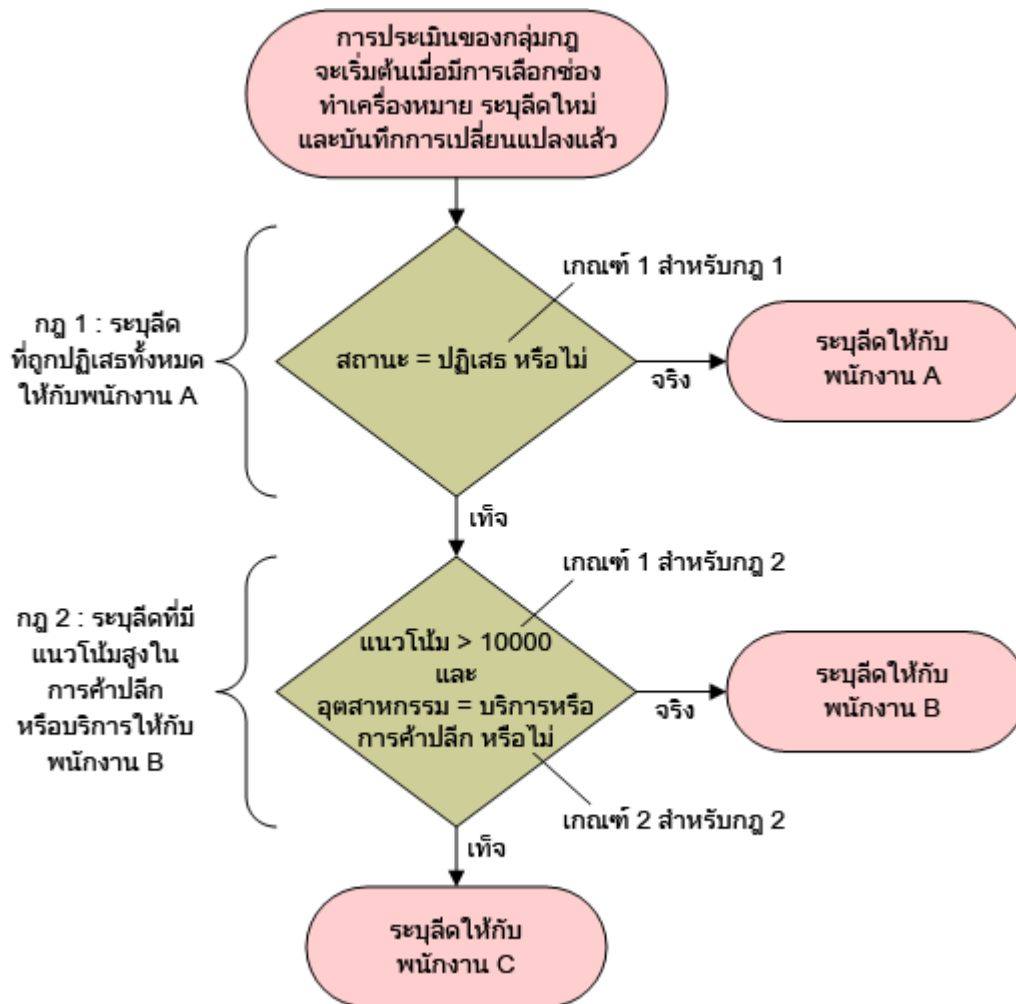 การประเมินของกลุ่มกฎ
จะเริ่มต้นเมื่อมีการเลือกช่อง
ทำเครื่องหมาย ระบุลีดใหม่
และบันทึกการเปลี่ยนแปลงแล้ว
เกณฑ์ 1 สำหรับกฎ 1
กฎ 1 : ระบุลีด
ที่ถูกปฏิเสธทั้งหมด
ให้กับพนักงาน A
สถานะ = ปฏิเสธ หรือไม่
จริง
ระบุลีดให้กับ
พนักงาน A
เท็จ
เกณฑ์ 1 สำหรับกฎ 2
กฎ 2 : ระบุลีดที่มี
แนวโน้มสูงใน
การค้าปลีก
หรือบริการให้กับ
พนักงาน B
แนวโน้ม > 10000
และ
อุตสาหกรรม = บริการหรือ
การค้าปลีก หรือไม่
จริง
ระบุลีดให้กับ
พนักงาน B
เกณฑ์ 2 สำหรับกฎ 2
เท็จ
ระบุลีดให้กับ
พนักงาน C